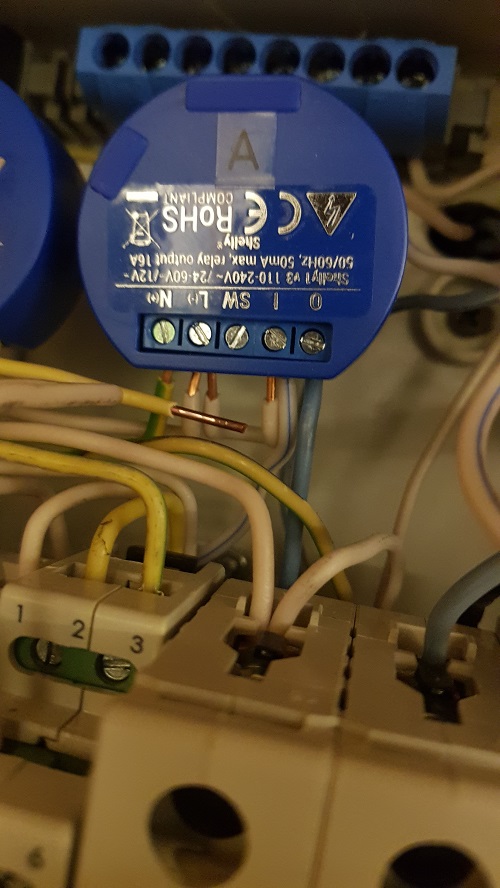 A
O I SW L(-) N(+)
Shelly1 v3 110-240V~ /24-60V⎓/12V⎓
50/60Hz, 50mA max, relay output 16A
Shelly®
CE RoHS
COMPLIANT
1 2 3
6